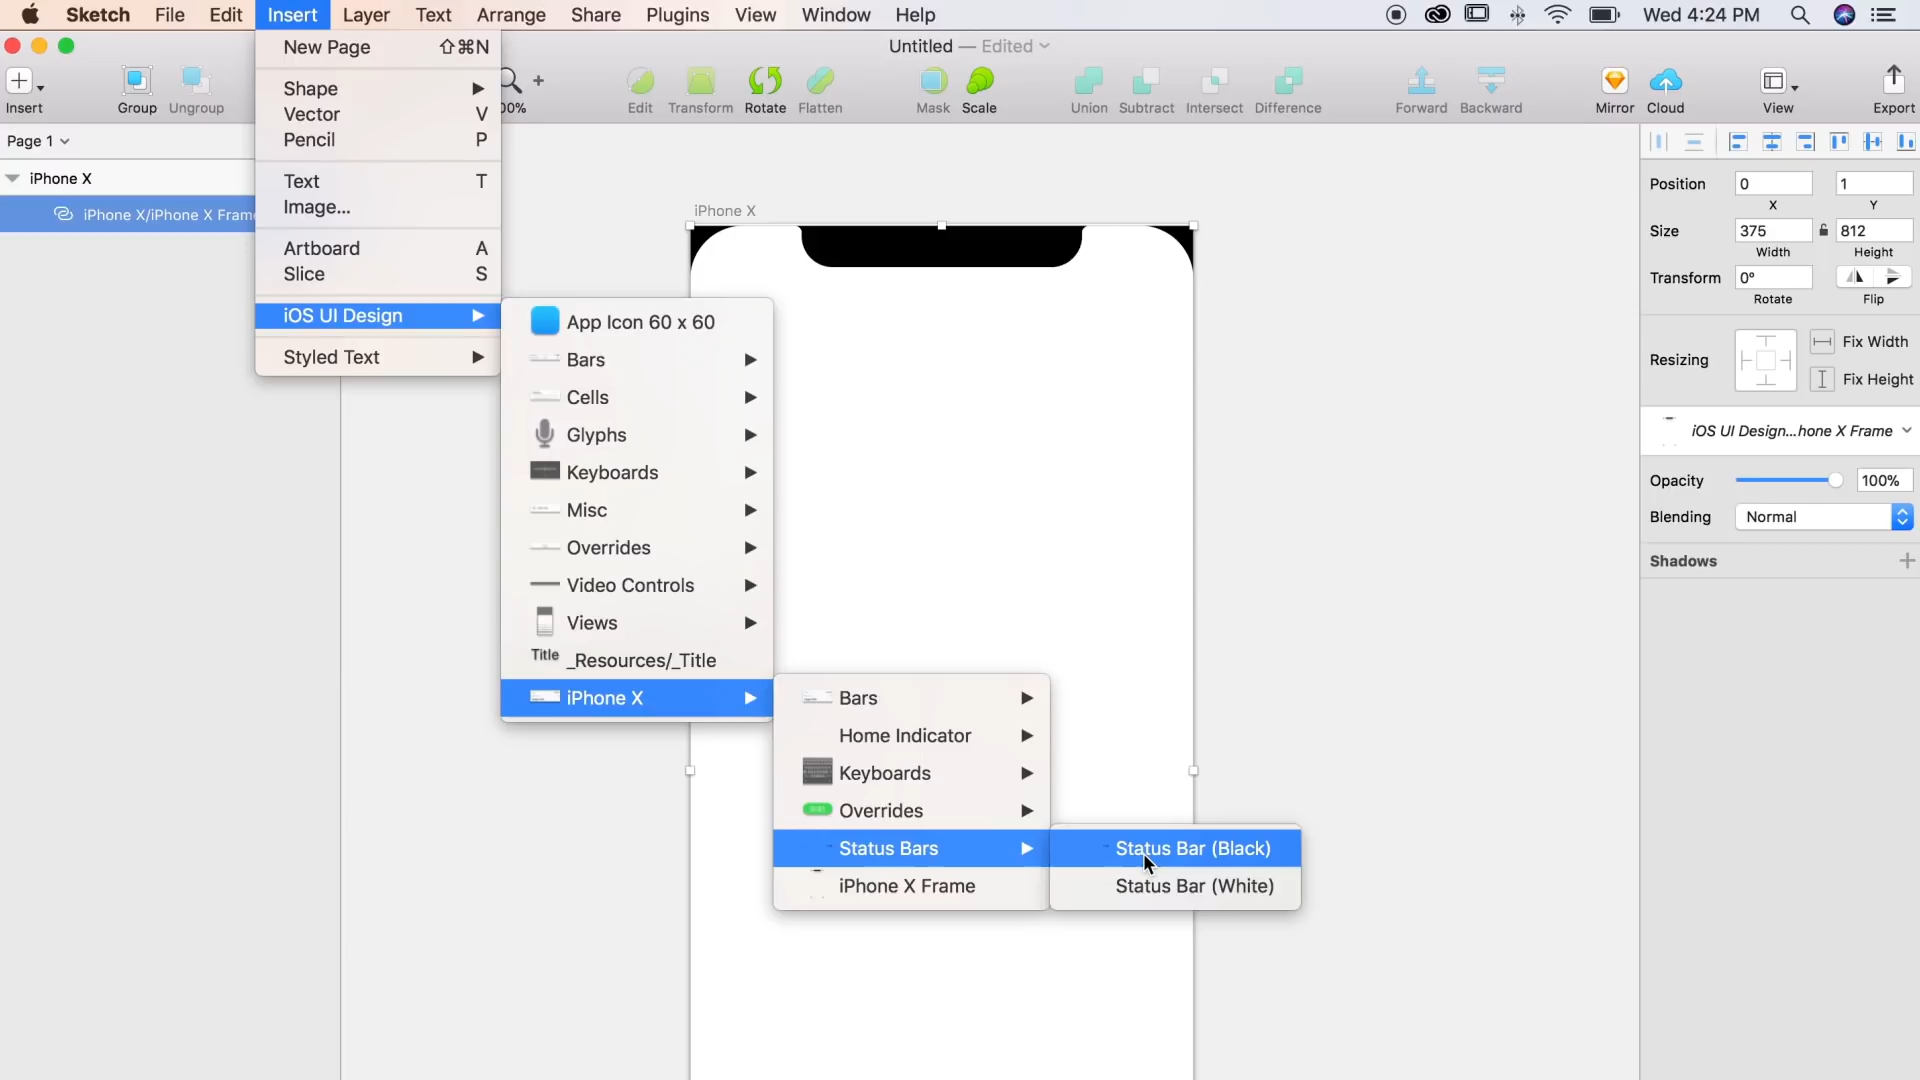 Sketch File Edit Insert Layer Text Arrange Share Plugins View Window Help Wed 4:24 PM
Untitled — Edited
Insert Group Ungroup 00% Edit Transform Rotate Flatten Mask Scale Union Subtract Intersect Difference Forward Backward Mirror Cloud View Export
Page 1
iPhone X
iPhone X/iPhone X Frame
New Page ⇧⌘N
Shape
Vector V
Pencil P
Text T
Image...
Artboard A
Slice S
iOS UI Design
Styled Text
App Icon 60 x 60
Bars
Cells
Glyphs
Keyboards
Misc
Overrides
Video Controls
Views
Title _Resources/_Title
iPhone X
Bars
Home Indicator
Keyboards
Overrides
Status Bars
iPhone X Frame
Status Bar (Black)
Status Bar (White)
iPhone X
Position 0 1
X Y
Size 375 812
Width Height
Transform 0°
Rotate Flip
Resizing Fix Width
Fix Height
iOS UI Design...hone X Frame
Opacity 100%
Blending Normal
Shadows